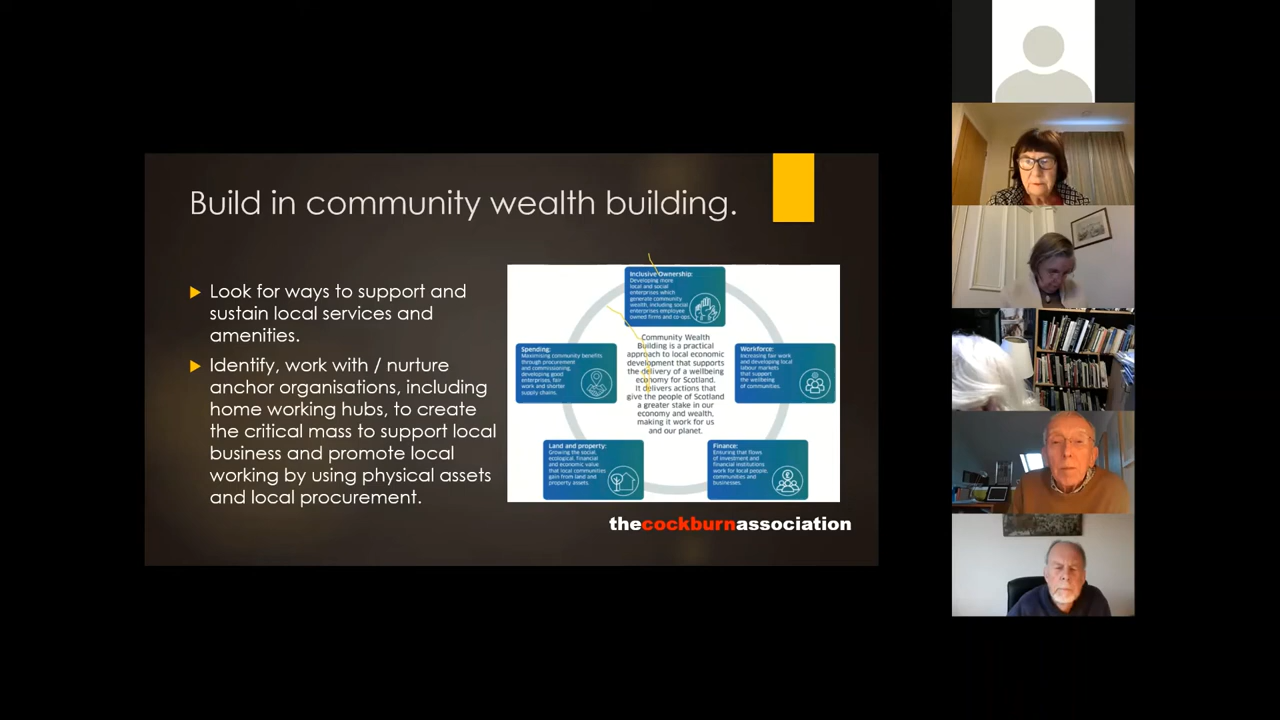 Build in community wealth building.
Look for ways to support and
sustain local services and
amenities.
Identify, work with / nurture
anchor organisations, including
home working hubs, to create
the critical mass to support local
business and promote local
working by using physical assets
and local procurement.
Inclusive Ownership:
Developing more
local and social
enterprises which
generate community
wealth, including social
enterprises employee
owned firms and co-ops.
Spending:
Maximising community benefits
through procurement
and commissioning,
developing good
enterprises, fair
work and shorter
supply chains.
Community Wealth
Building is a practical
approach to local economic
development that supports
the delivery of a wellbeing
economy for Scotland.
It delivers actions that
give the people of Scotland
a greater stake in our
economy and wealth,
making it work for us
and our planet.
Workforce:
Increasing fair work
and developing local
labour markets
that support
the wellbeing
of communities.
Land and property:
Growing the social,
ecological, financial
and economic value
that local communities
gain from land and
property assets.
Finance:
Ensuring that flows
of investment and
financial institutions
work for local people,
communities and
businesses.
thecockburnassociation